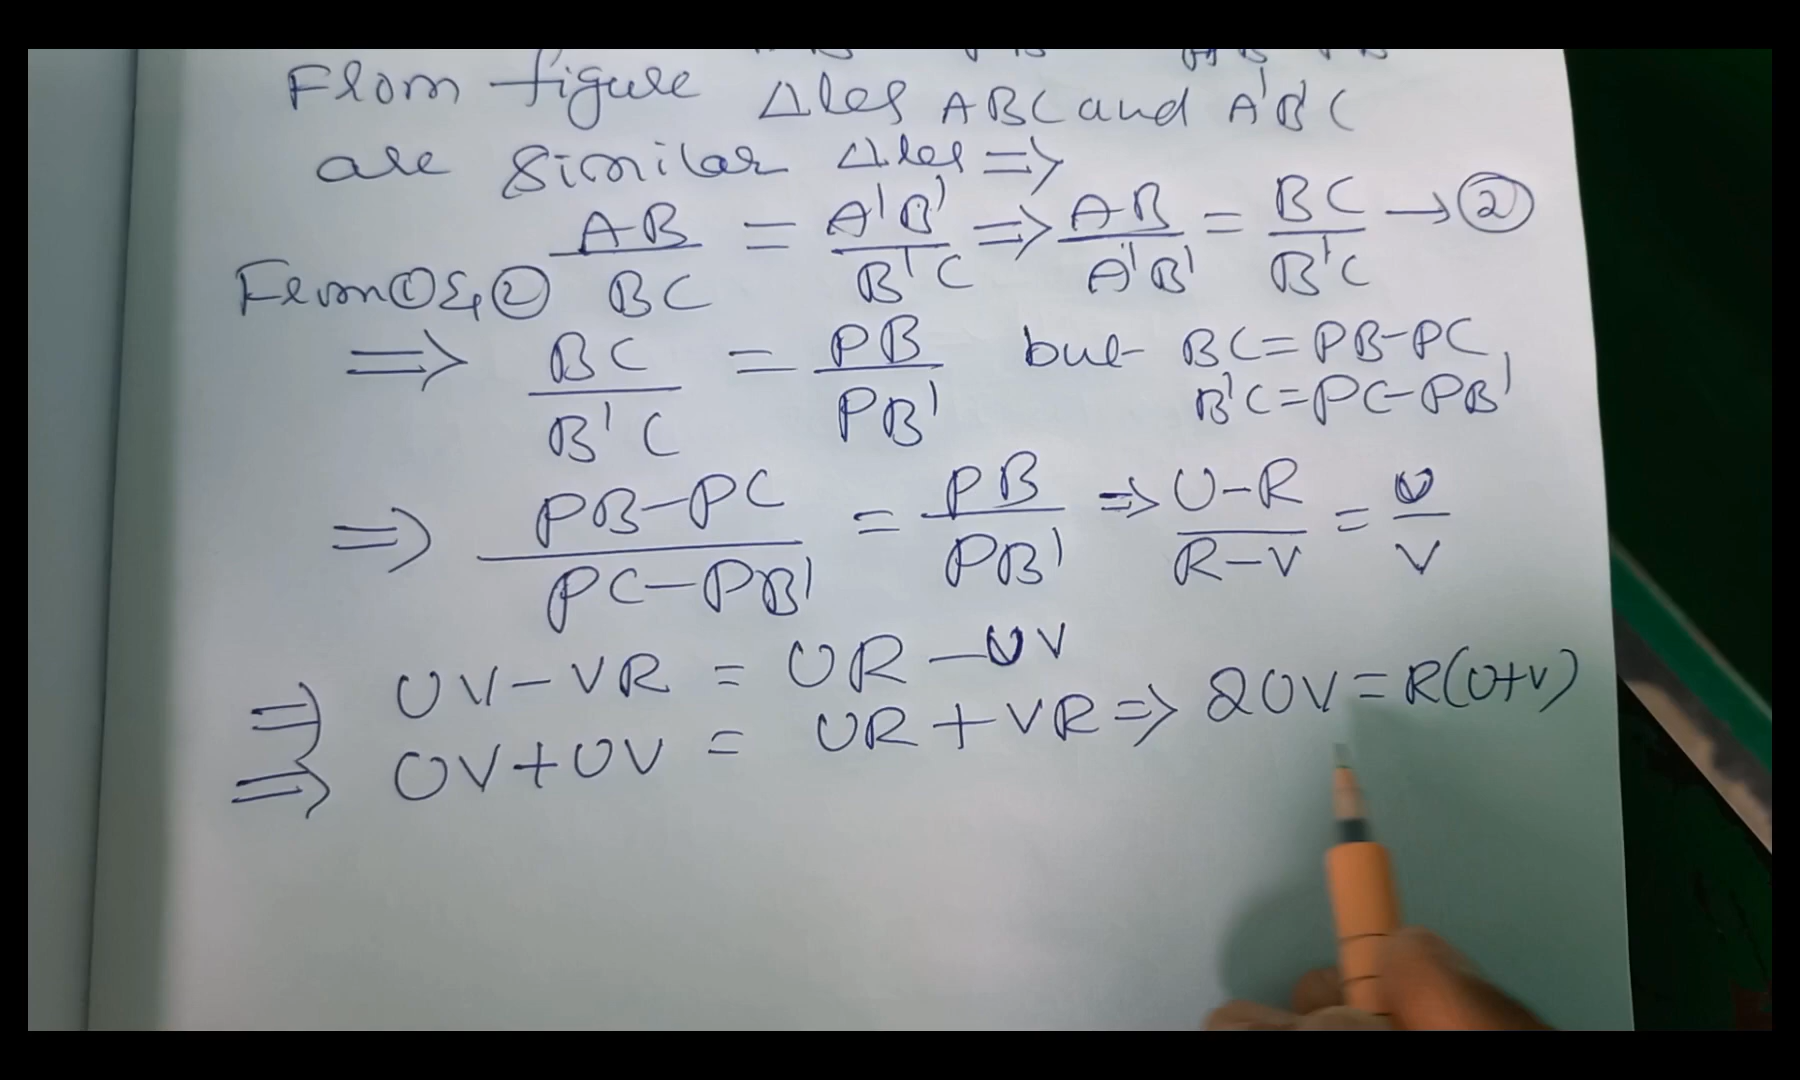 From figure Δles ABC and A'B'C
are similar Δles ⇒
AB/BC = A'B'/B'C ⇒ AB/A'B' = BC/B'C → ②
From ① & ②
⇒ BC/B'C = PB/PB' but BC = PB-PC,
B'C = PC-PB'
⇒ PB-PC/PC-PB' = PB/PB' ⇒ U-R/R-V = U/V
⇒ UV-VR = UR-UV
⇒ UV+UV = UR+VR ⇒ 2UV = R(U+V)